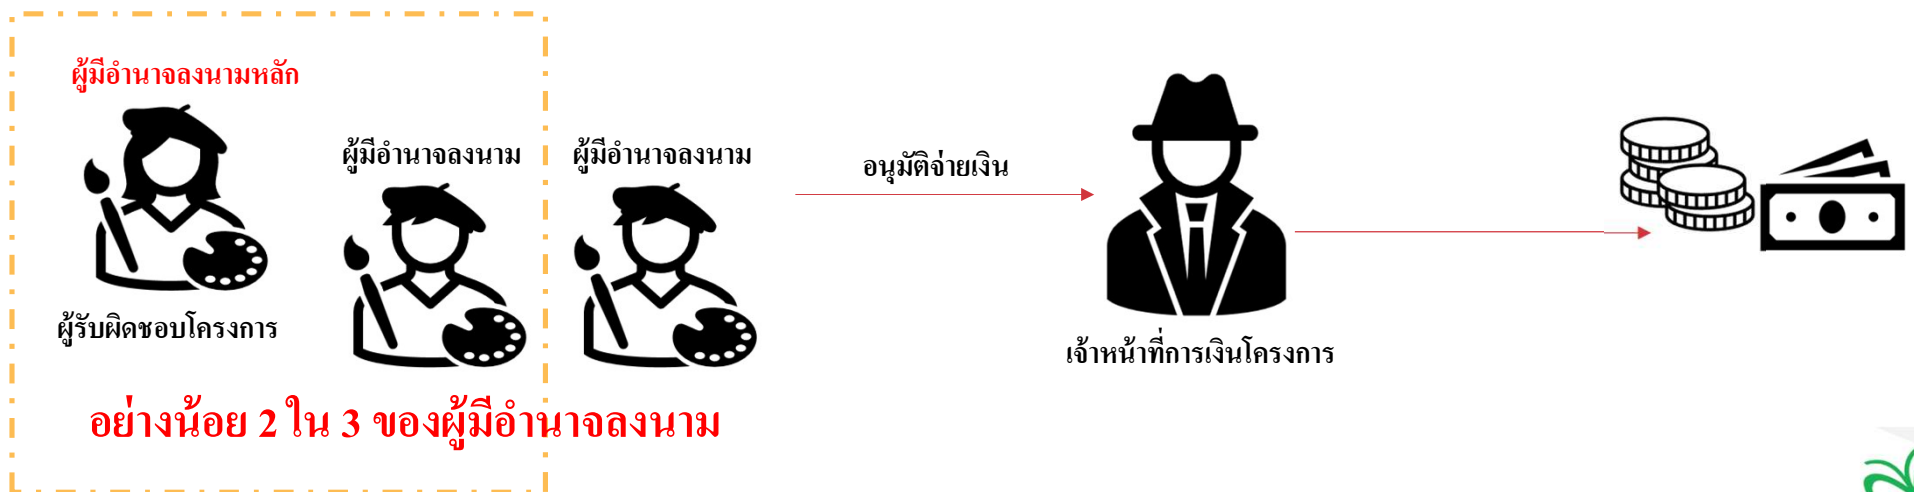 ผู้มีอำนาจลงนามหลัก
ผู้มีอำนาจลงนาม
ผู้มีอำนาจลงนาม
อนุมัติจ่ายเงิน
ผู้รับผิดชอบโครงการ
เจ้าหน้าที่การเงินโครงการ
อย่างน้อย 2 ใน 3 ของผู้มีอำนาจลงนาม